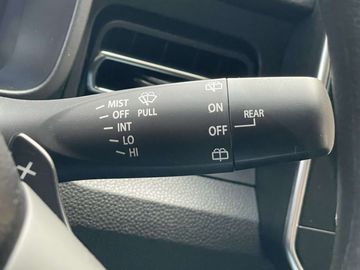 MIST
OFF PULL
INT
LO
HI
ON
OFF
REAR